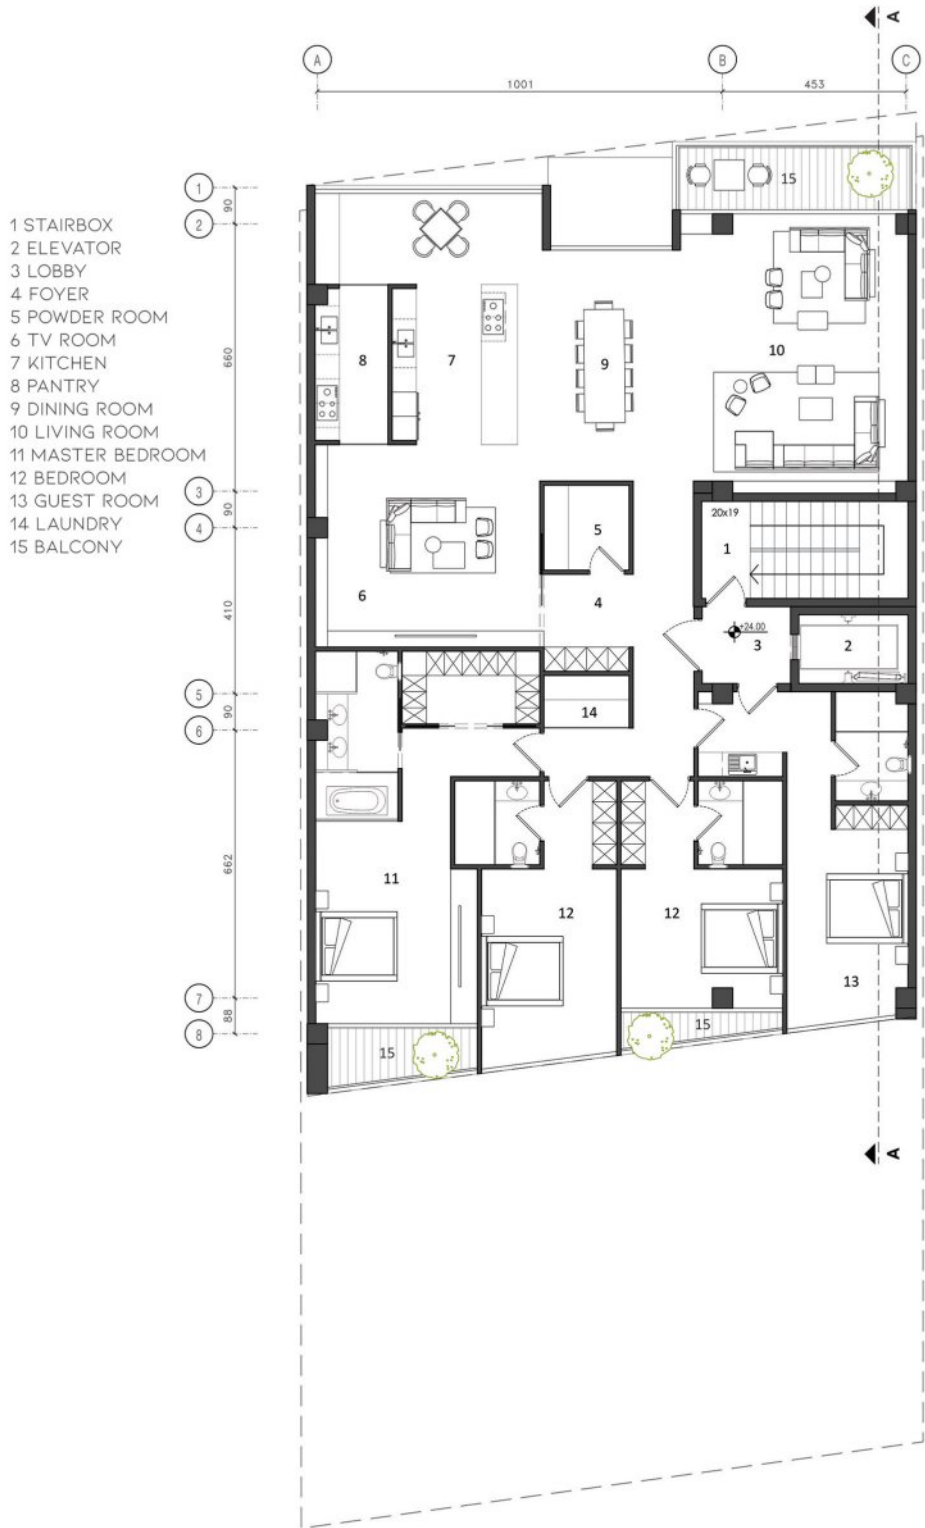 A
A
B
C
1001
453
1
90
2
15
1 STAIRBOX
2 ELEVATOR
3 LOBBY
4 FOYER
5 POWDER ROOM
6 TV ROOM
7 KITCHEN
8 PANTRY
9 DINING ROOM
10 LIVING ROOM
11 MASTER BEDROOM
12 BEDROOM
13 GUEST ROOM
14 LAUNDRY
15 BALCONY
660
8
7
9
10
3
90
4
20x19
5
1
6
4
410
+24.00
3
2
5
90
6
14
662
11
12
12
13
7
88
8
15
15
A